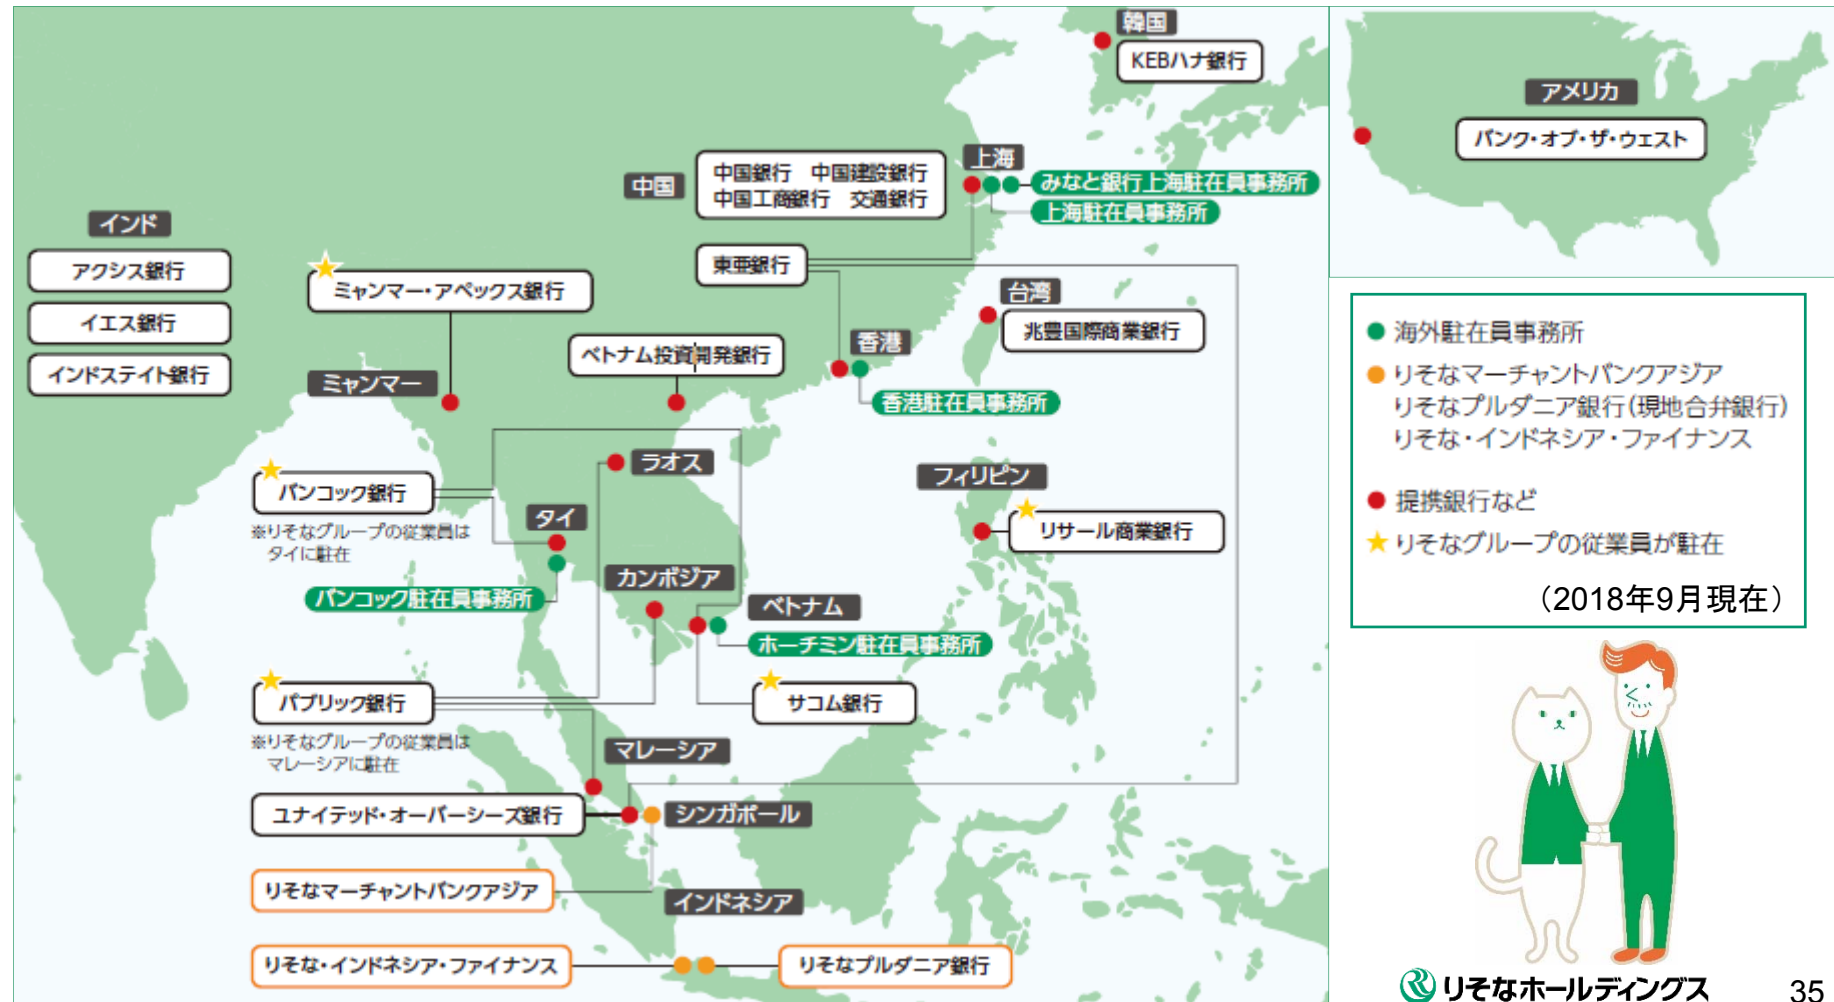 韓国
KEBハナ銀行
アメリカ
バンク・オブ・ザ・ウェスト
中国
中国銀行 中国建設銀行
中国工商銀行 交通銀行
上海
みなと銀行上海駐在員事務所
上海駐在員事務所
インド
アクシス銀行
イエス銀行
インドステイト銀行
東亜銀行
ミャンマー・アペックス銀行
ミャンマー
ベトナム投資開発銀行
台湾
兆豊国際商業銀行
香港
香港駐在員事務所
ラオス
フィリピン
リサール商業銀行
バンコック銀行
※りそなグループの従業員は
タイに駐在
タイ
バンコック駐在員事務所
カンボジア
ベトナム
ホーチミン駐在員事務所
パブリック銀行
※りそなグループの従業員は
マレーシアに駐在
サコム銀行
マレーシア
ユナイテッド・オーバーシーズ銀行
シンガポール
りそなマーチャントバンクアジア
インドネシア
りそな・インドネシア・ファイナンス
りそなプルダニア銀行
海外駐在員事務所
りそなマーチャントバンクアジア
りそなプルダニア銀行(現地合弁銀行)
りそな・インドネシア・ファイナンス
提携銀行など
★りそなグループの従業員が駐在
（2018年9月現在）
りそなホールディングス
35